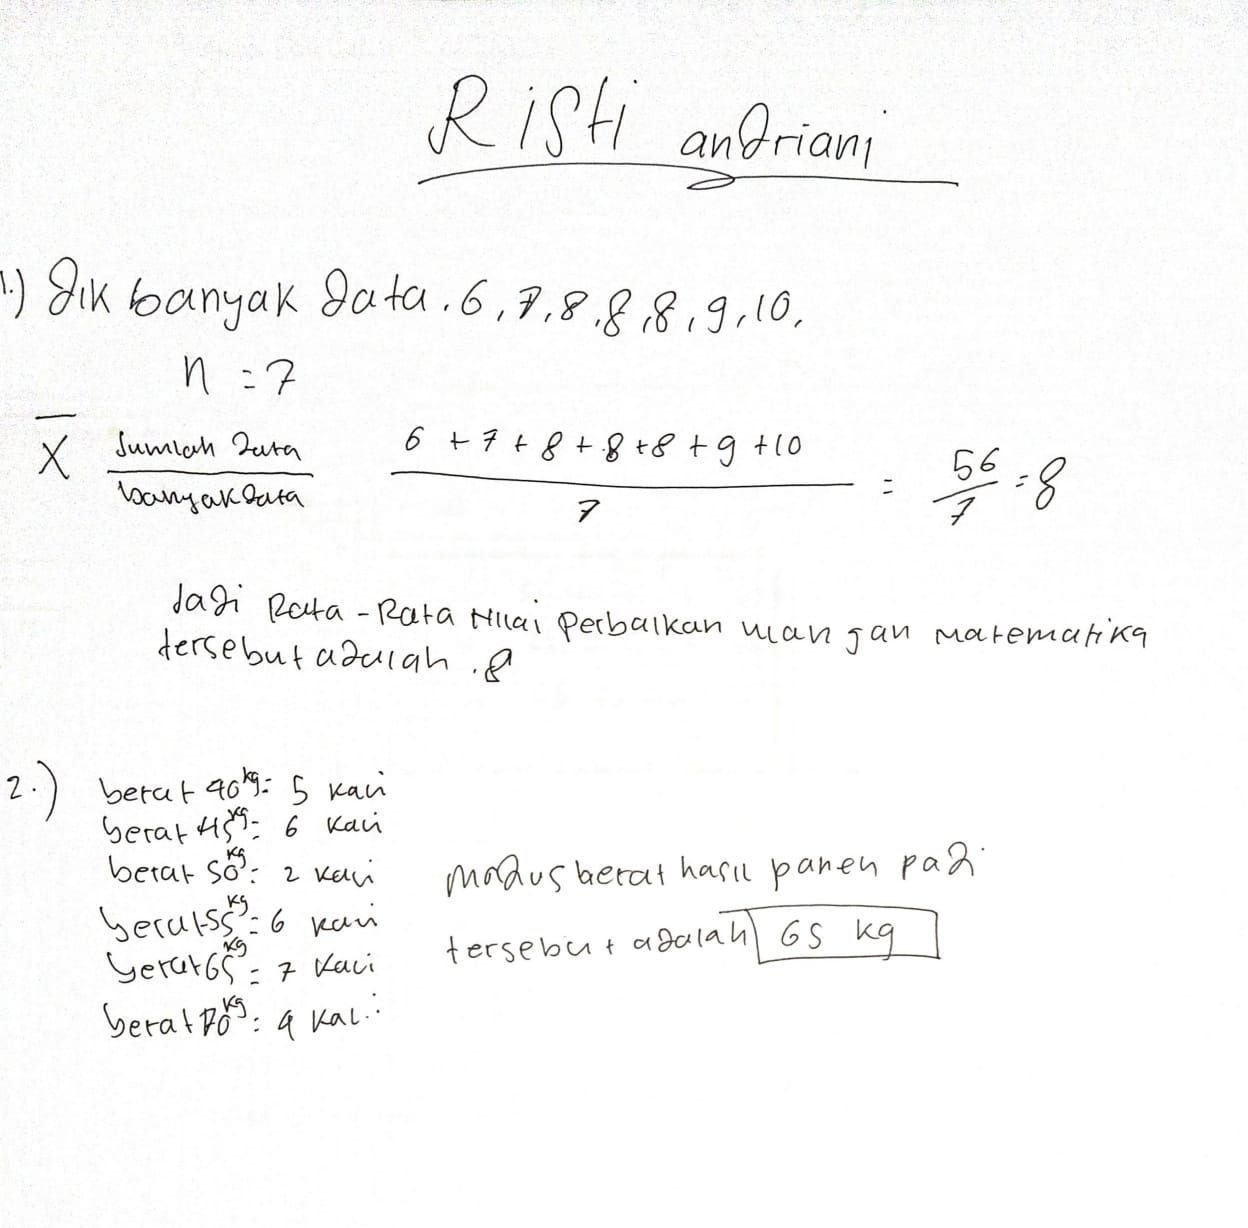 Risti andriani
1.) dik banyak data. 6, 7, 8, 8, 8, 9, 10,
n = 7
X̄ Jumlah Data / banyak data 6 + 7 + 8 + 8 + 8 + 9 + 10 / 7 = 56/7 = 8
Jadi Rata - Rata Nilai Perbaikan ulangan Matematika
tersebut adalah . 8
2.) berat 40kg = 5 kali
berat 45kg = 6 kali
berat 50kg = 2 kali
berat 55kg = 6 kali
berat 65kg = 7 kali
berat 70kg = 4 kali
Modus berat hasil panen padi
tersebut adalah 65 kg